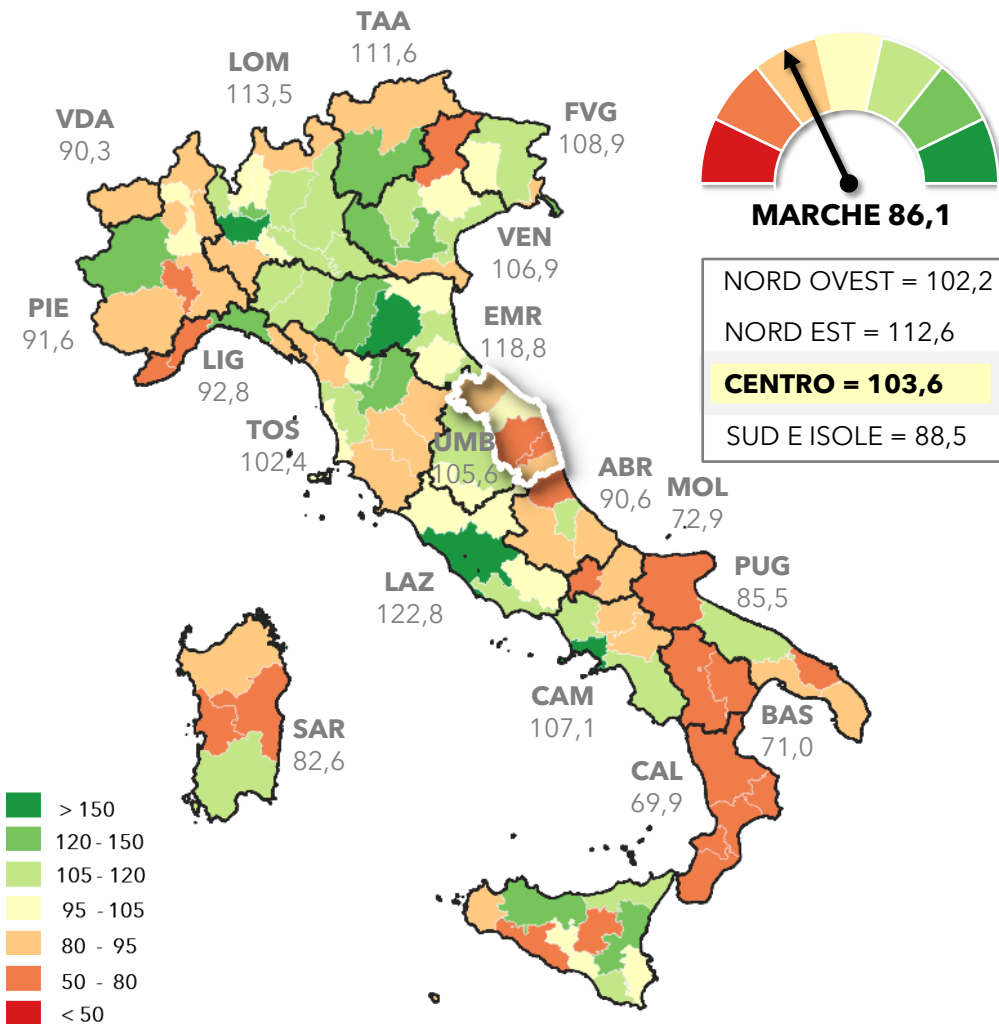 TAA
111,6
LOM
113,5
VDA
90,3
FVG
108,9
MARCHE 86,1
VEN
106,9
NORD OVEST = 102,2
NORD EST = 112,6
CENTRO = 103,6
SUD E ISOLE = 88,5
PIE
91,6
EMR
118,8
LIG
92,8
TOS
102,4
UMB
105,6
ABR
90,6
MOL
72,9
PUG
85,5
LAZ
122,8
CAM
107,1
BAS
71,0
SAR
82,6
CAL
69,9
> 150
120 - 150
105 - 120
95 - 105
80 - 95
50 - 80
< 50